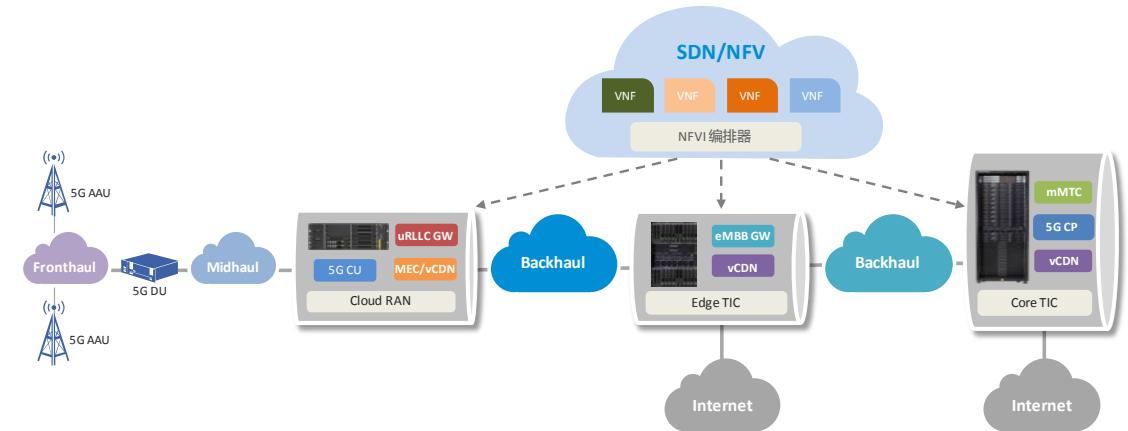 SDN/NFV
VNF
VNF
VNF
VNF
NFVI 编排器
5G AAU
Fronthaul
5G DU
5G AAU
Midhaul
uRLLC GW
5G CU
MEC/vCDN
Cloud RAN
Backhaul
eMBB GW
vCDN
Edge TIC
Backhaul
mMTC
5G CP
vCDN
Core TIC
Internet
Internet